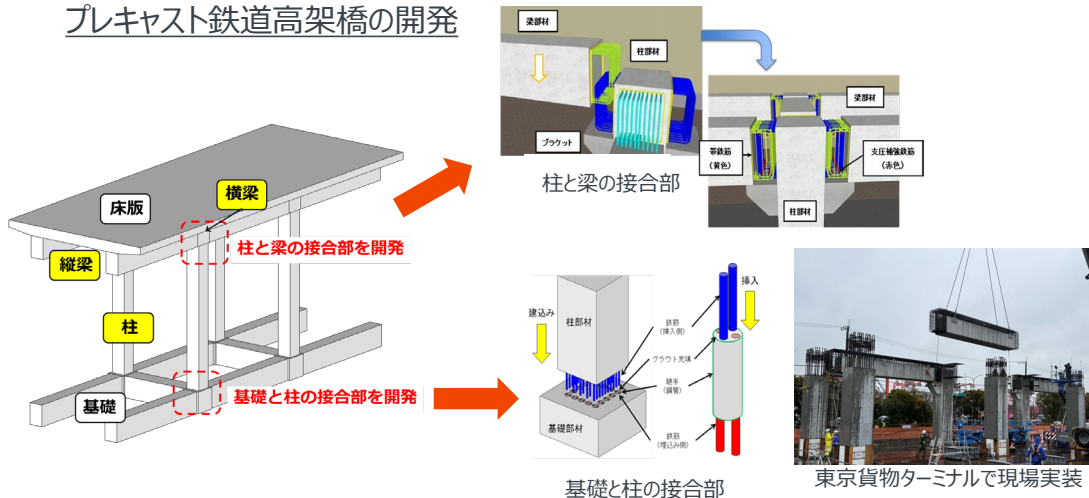 プレキャスト鉄道高架橋の開発
梁部材
柱部材
ブラケット
梁部材
帯鉄筋
(黄色)
支圧補強鉄筋
(赤色)
柱部材
柱と梁の接合部
床版
横梁
柱と梁の接合部を開発
縦梁
柱
基礎
基礎と柱の接合部を開発
建込み
柱部材
基礎部材
挿入
鉄筋
(挿入側)
グラウト充填
継手
(鋼管)
鉄筋
(埋込み側)
基礎と柱の接合部
東京貨物ターミナルで現場実装